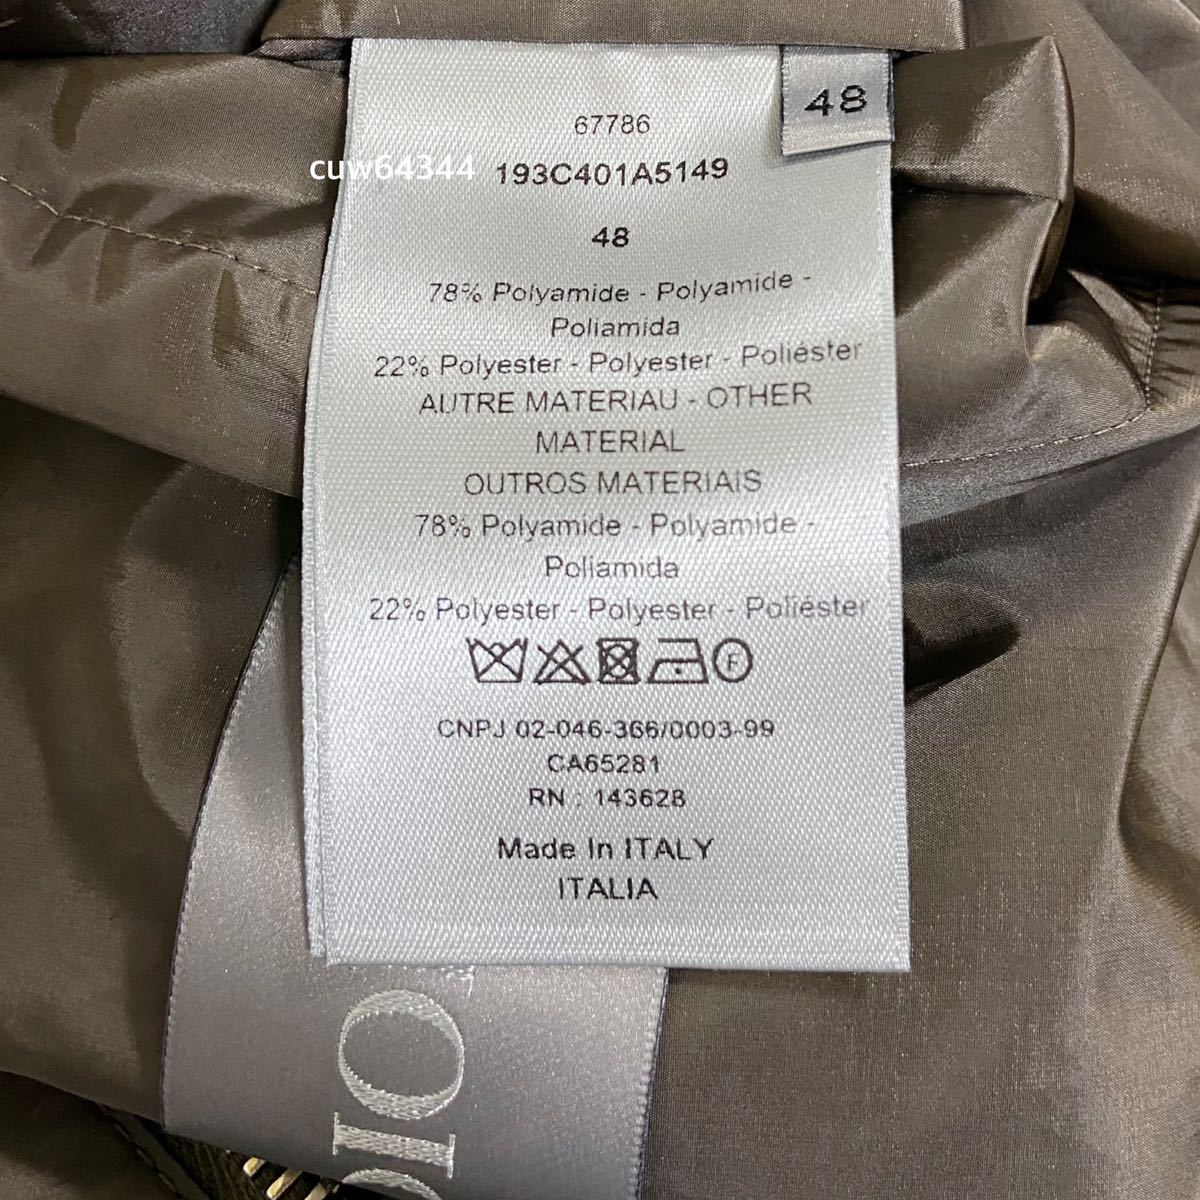 48
67786
cuw64344
193C401A5149
48
78% Polyamide - Polyamide -
Poliamida
22% Polyester - Polyester - Poliéster
AUTRE MATERIAU - OTHER
MATERIAL
OUTROS MATERIAIS
78% Polyamide - Polyamide -
Poliamida
22% Polyester - Polyester - Poliéster
F
CNPJ 02-046-366/0003-99
CA65281
RN : 143628
Made In ITALY
ITALIA
DIO